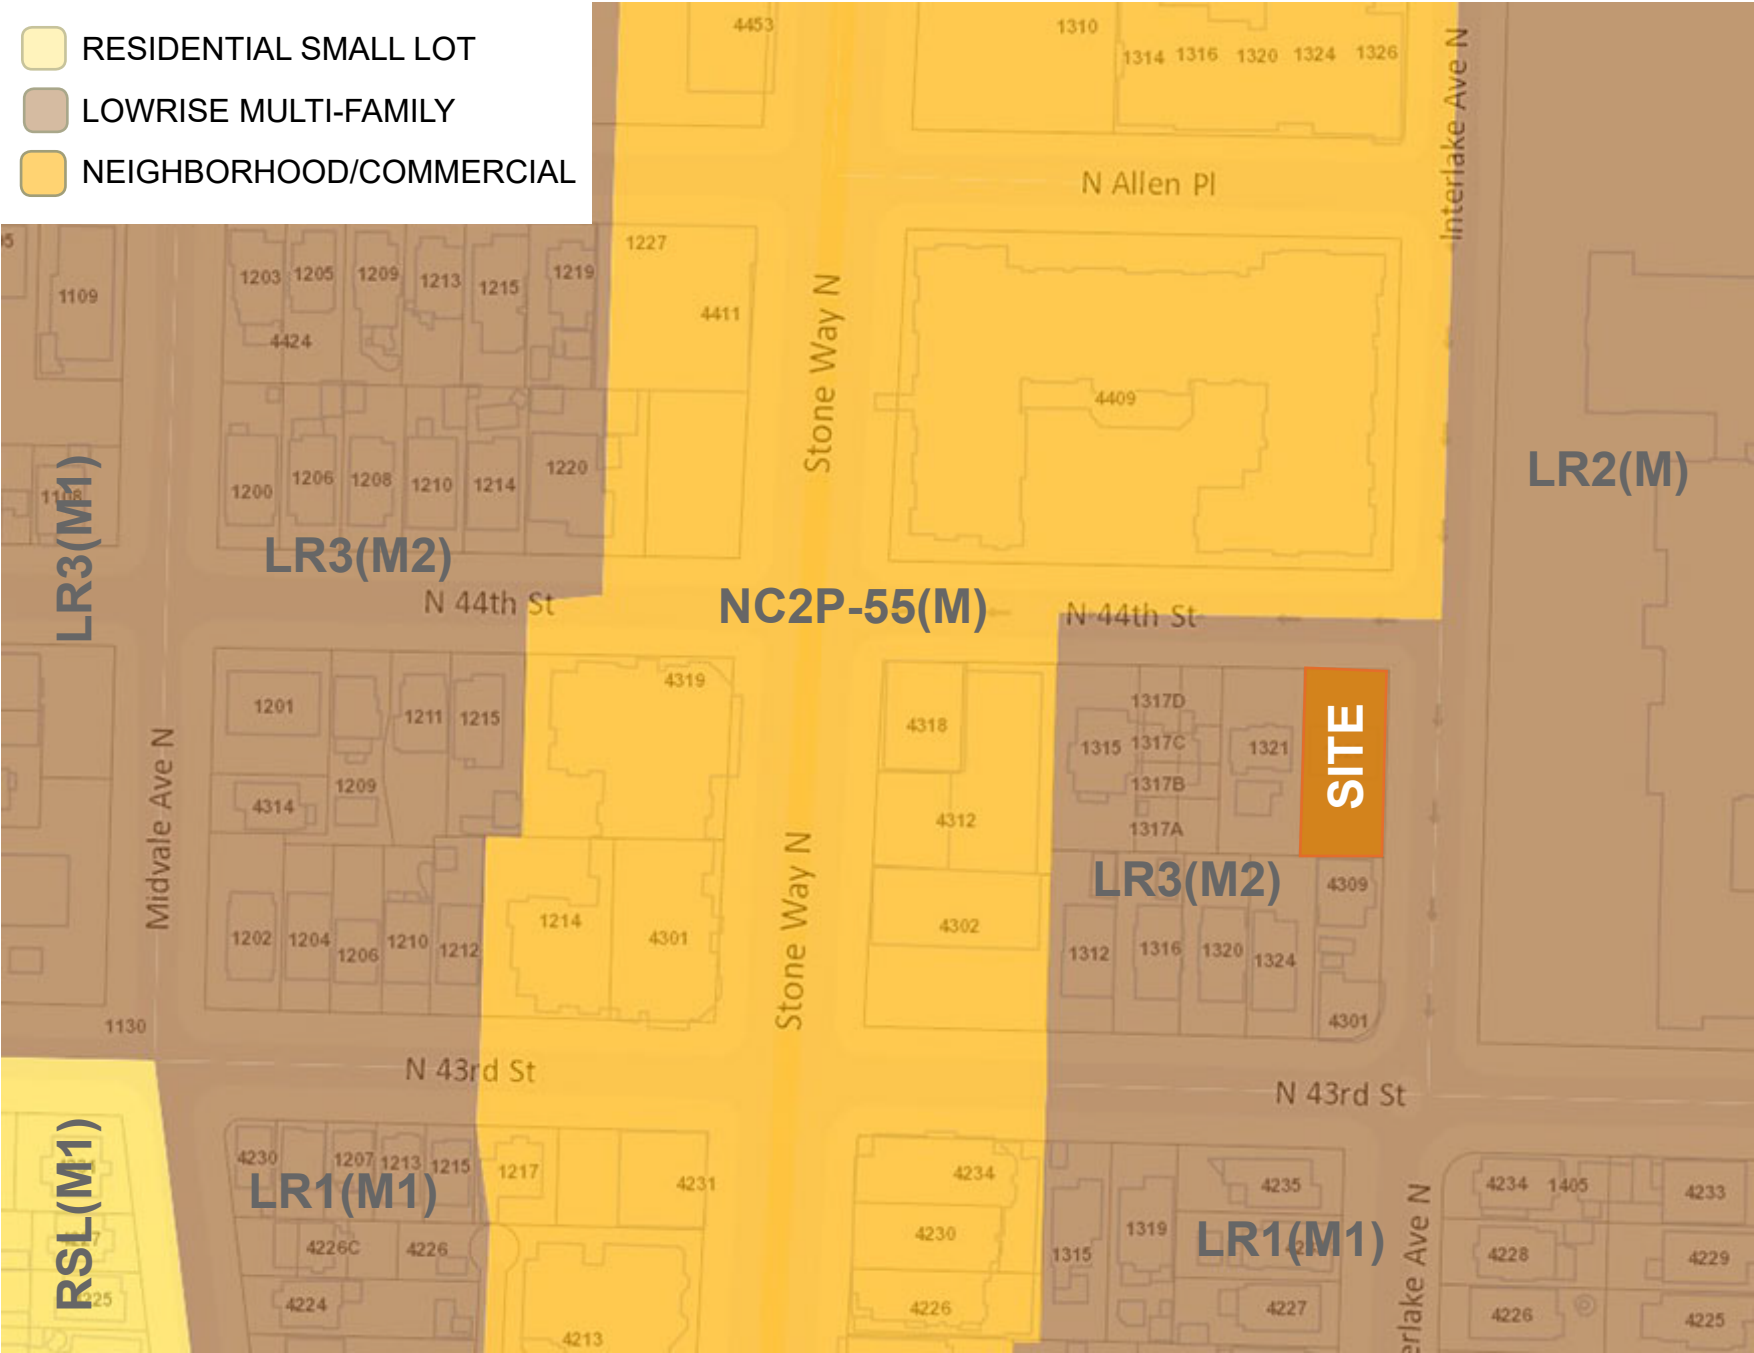 RESIDENTIAL SMALL LOT
LOWRISE MULTI-FAMILY
NEIGHBORHOOD/COMMERCIAL
4453
1310
1314 1316 1320 1324 1326
Interlake Ave N
N Allen Pl
1109
1203 1205 1209 1213 1215 1219
4424
1227
4411
Stone Way N
4409
LR2(M)
1108
LR3(M1)
1200 1206 1208 1210 1214 1220
LR3(M2)
N 44th St
NC2P-55(M)
N 44th St
1201
1211 1215
1209
4314
4319
4318
4312
1315
1317D
1317C
1317B
1317A
1321
SITE
Midvale Ave N
LR3(M2)
4309
1202 1204 1206 1210 1212
1214
4301
Stone Way N
4302
1312 1316 1320 1324
4301
1130
N 43rd St
N 43rd St
RSL(M1)
4230
1207 1213 1215
LR1(M1)
4226C
4226
4224
1217
4231
4213
4234
4230
4226
1315
1319
4235
LR1(M1)
4227
erlake Ave N
4234 1405
4233
4228
4229
4226
4225